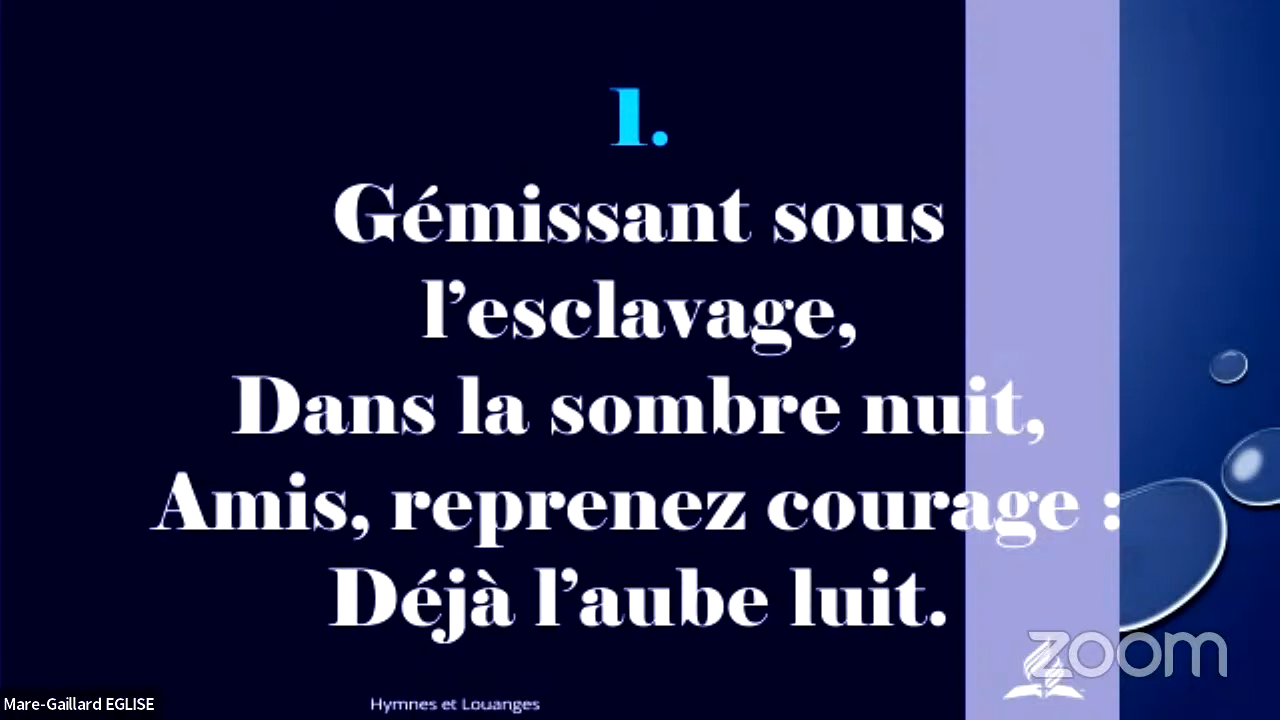 1.
Gémissant sous
l’esclavage,
Dans la sombre nuit,
Amis, reprenez courage :
Déjà l’aube luit.
zoom
Mare-Gaillard EGLISE
Hymnes et Louanges